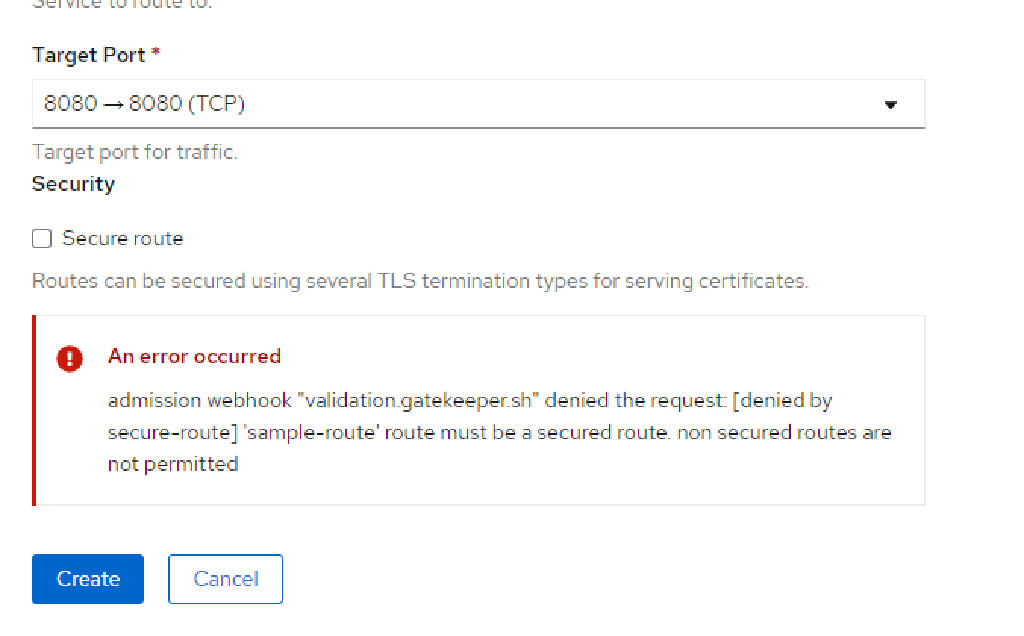 Service to route to.
Target Port *
8080 → 8080 (TCP)
Target port for traffic.
Security
Secure route
Routes can be secured using several TLS termination types for serving certificates.
An error occurred
admission webhook "validation.gatekeeper.sh" denied the request: [denied by
secure-route] 'sample-route' route must be a secured route. non secured routes are
not permitted
Create
Cancel